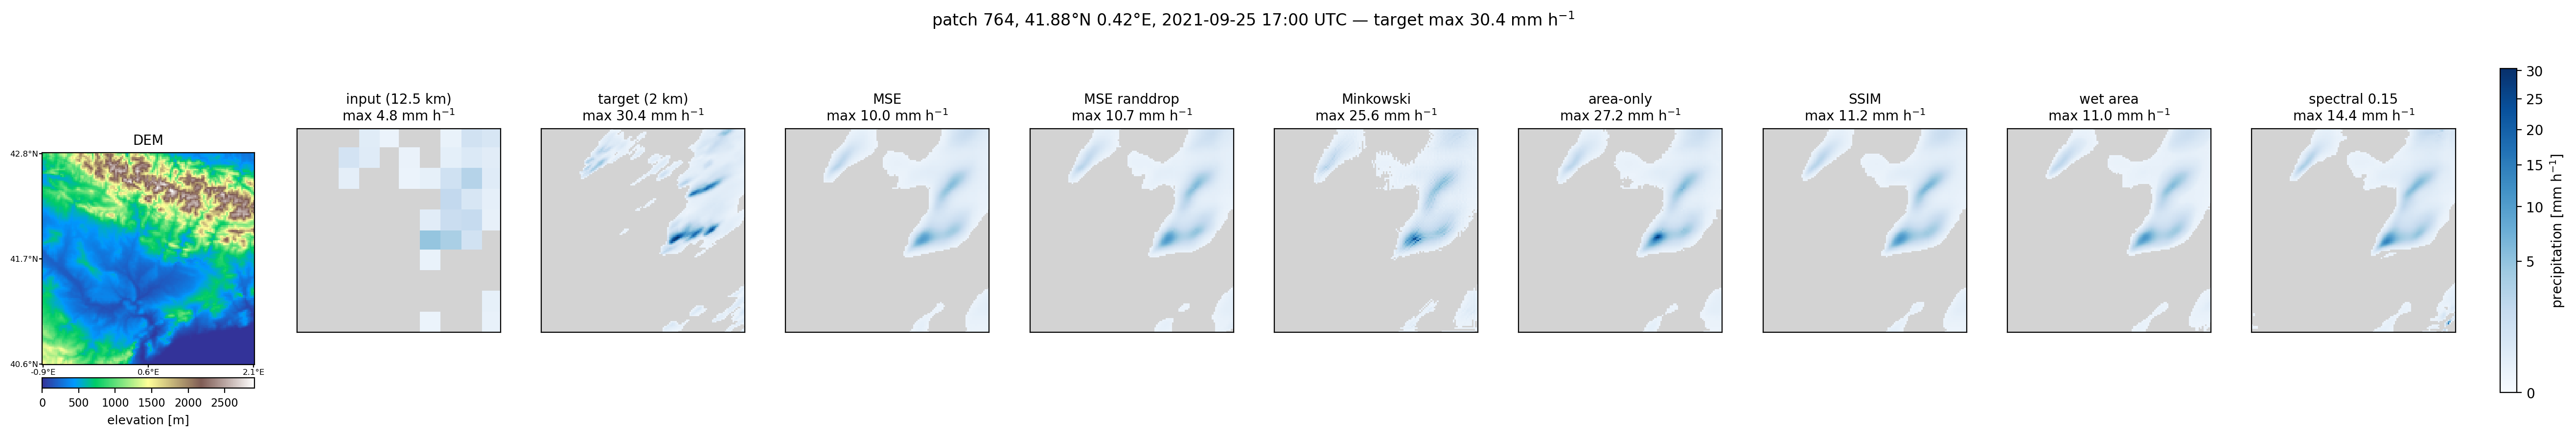 patch 764, 41.88°N 0.42°E, 2021-09-25 17:00 UTC — target max 30.4 mm h⁻¹
DEM
42.8°N
41.7°N
40.6°N
-0.9°E 0.6°E 2.1°E
0 500 1000 1500 2000 2500
elevation [m]
input (12.5 km)
max 4.8 mm h⁻¹
target (2 km)
max 30.4 mm h⁻¹
MSE
max 10.0 mm h⁻¹
MSE randdrop
max 10.7 mm h⁻¹
Minkowski
max 25.6 mm h⁻¹
area-only
max 27.2 mm h⁻¹
SSIM
max 11.2 mm h⁻¹
wet area
max 11.0 mm h⁻¹
spectral 0.15
max 14.4 mm h⁻¹
30
25
20
15
10
5
0
precipitation [mm h⁻¹]